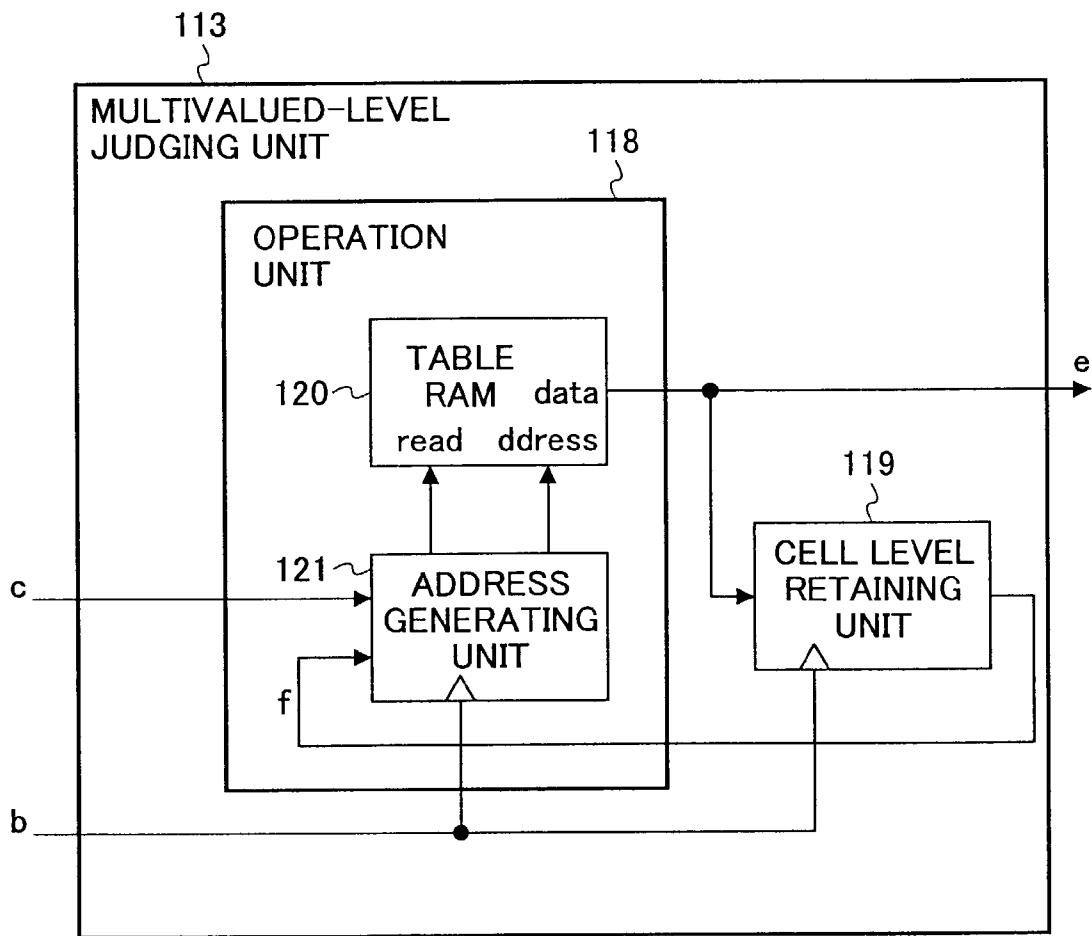 113
MULTIVALUED-LEVEL
JUDGING UNIT
118
OPERATION
UNIT
TABLE
RAM
data
120
read ddress
e
119
121
ADDRESS
GENERATING
UNIT
CELL LEVEL
RETAINING
UNIT
c
f
b